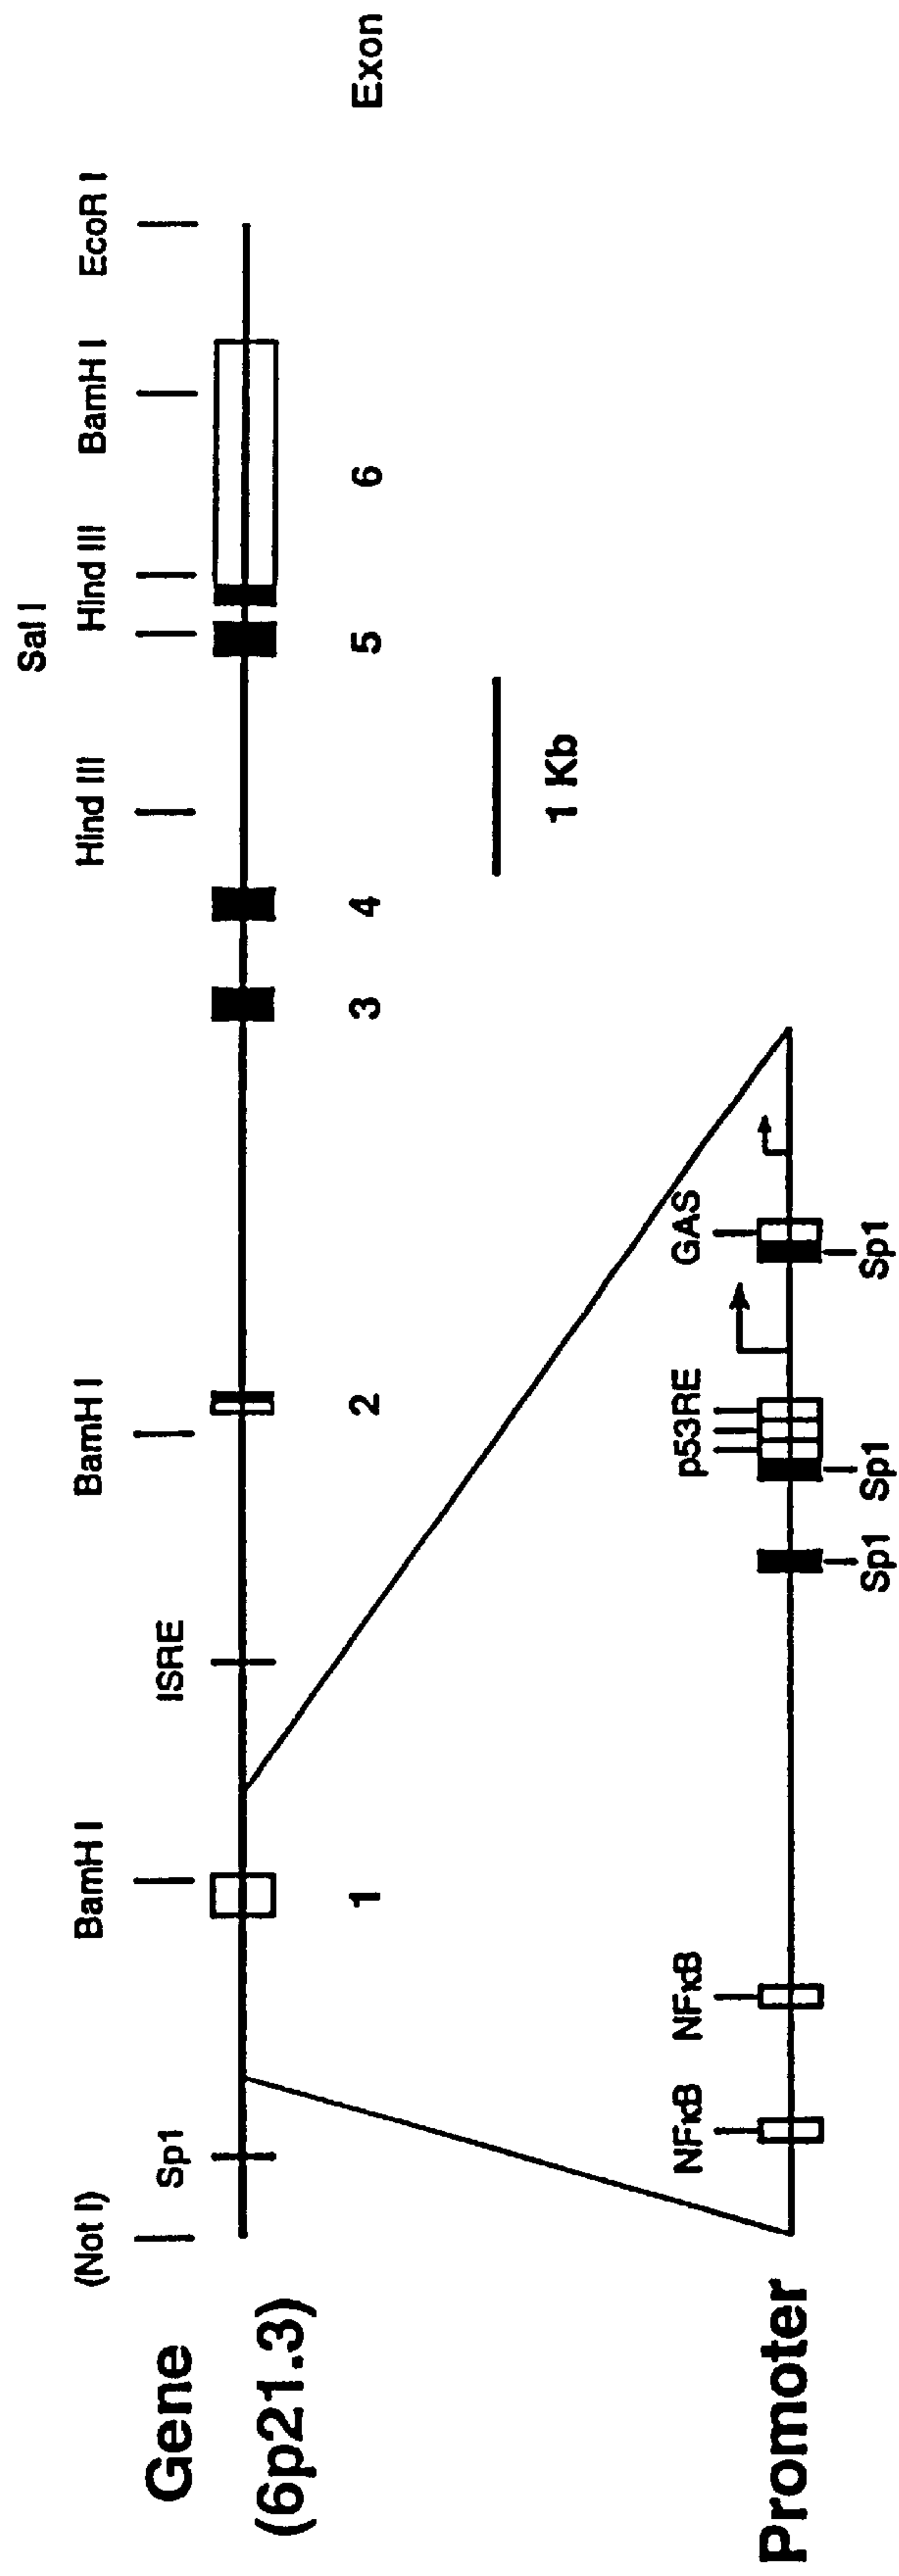 Sal I
(Not I) BamH I BamH I Hind III Hind III BamH I EcoR I
Gene Sp1 ISRE
(6p21.3)
1 2 3 4 5 6 Exon
1 Kb
NFκB NFκB p53RE GAS
Promoter
Sp1 Sp1 Sp1